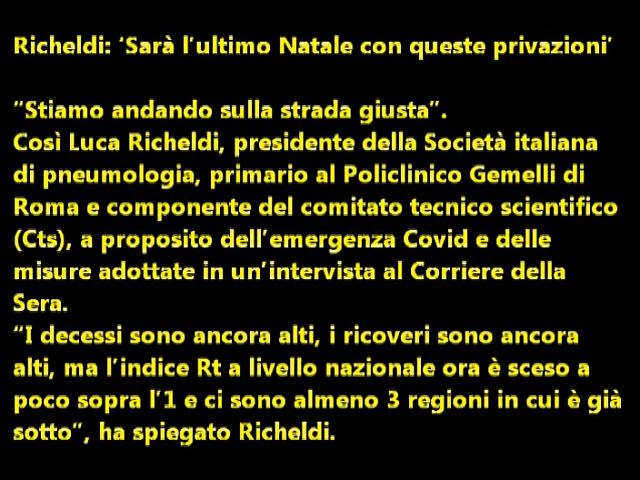 Richeldi: ‘Sarà l’ultimo Natale con queste privazioni’
“Stiamo andando sulla strada giusta”.
Così Luca Richeldi, presidente della Società italiana
di pneumologia, primario al Policlinico Gemelli di
Roma e componente del comitato tecnico scientifico
(Cts), a proposito dell’emergenza Covid e delle
misure adottate in un’intervista al Corriere della
Sera.
“I decessi sono ancora alti, i ricoveri sono ancora
alti, ma l’indice Rt a livello nazionale ora è sceso a
poco sopra l’1 e ci sono almeno 3 regioni in cui è già
sotto”, ha spiegato Richeldi.